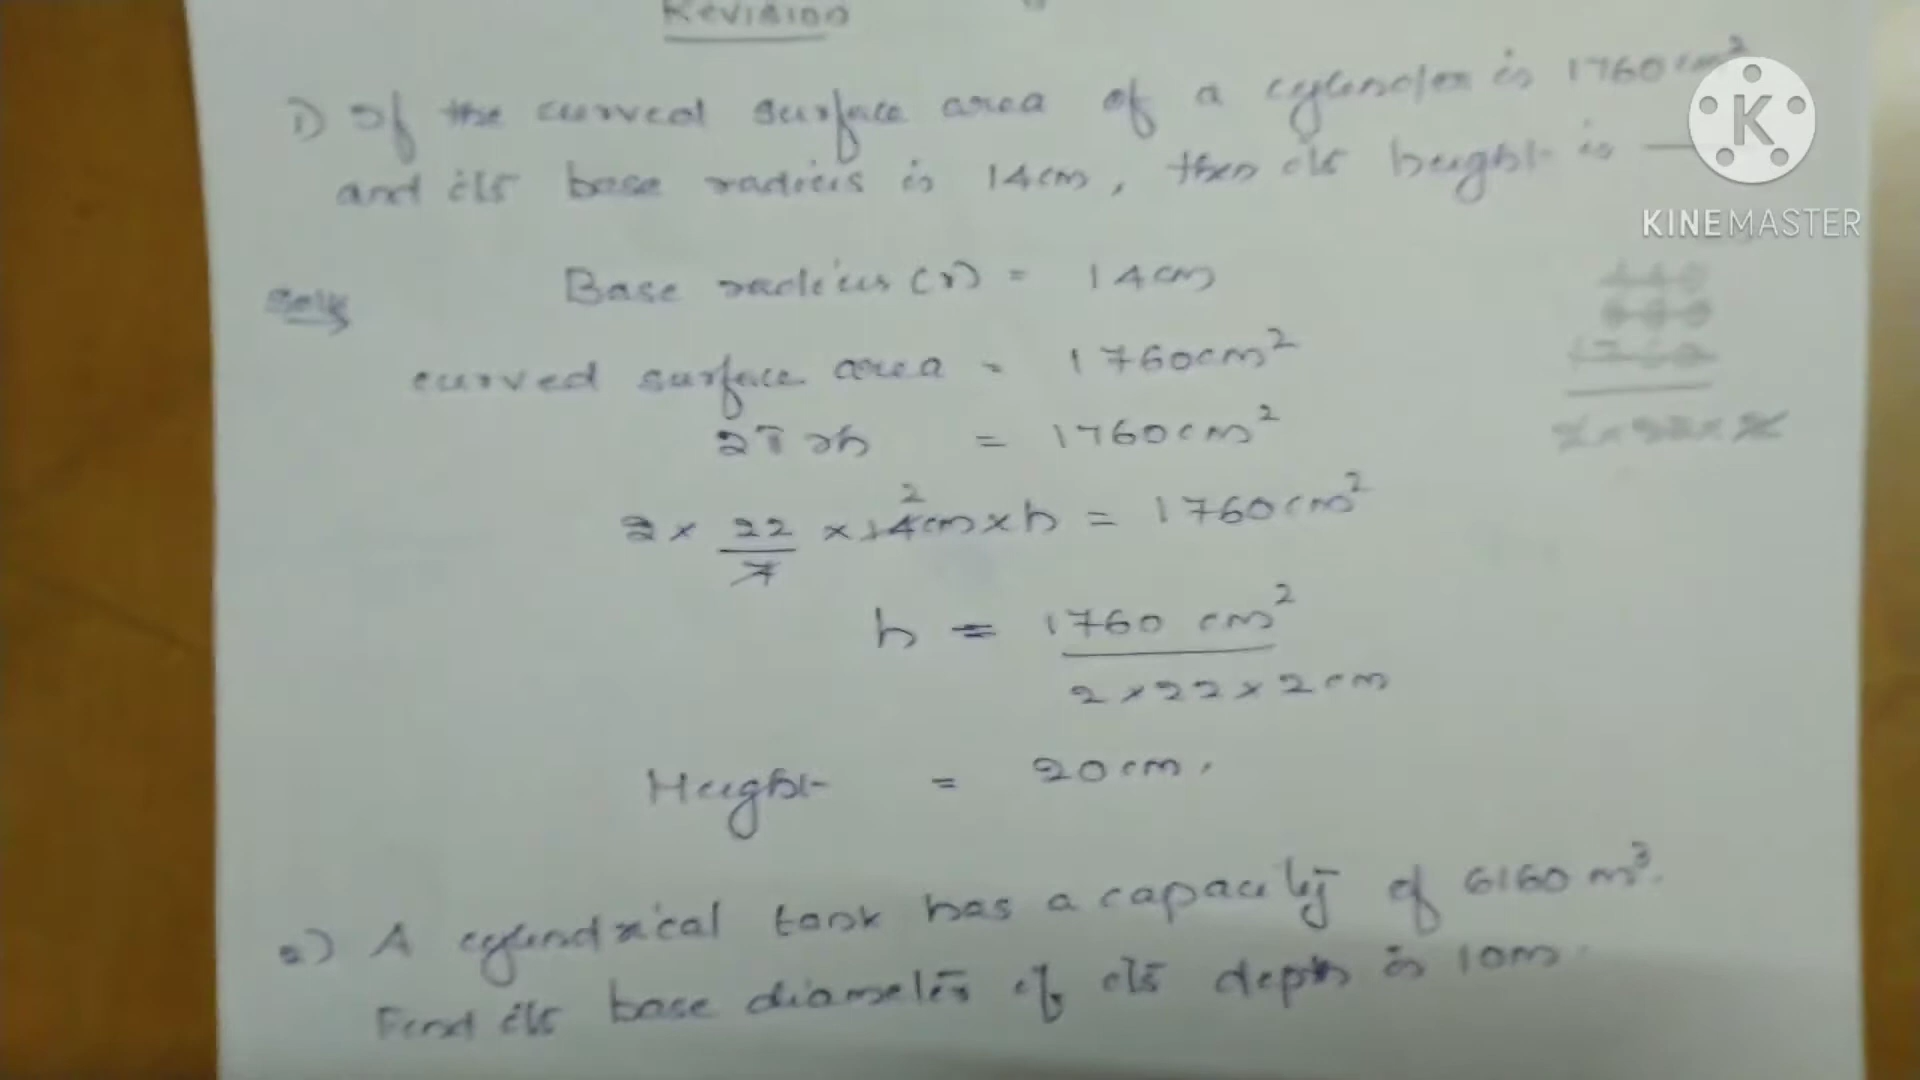 Revision
1) If the curved surface area of a cylinder is 1760 cm²
and its base radius is 14cm, then its height is —
K
KINEMASTER
Soln
Base radius (r) = 14cm
curved surface area = 1760cm²
2πrh = 1760cm²
2 × 22/7 × 14cm × h = 1760cm²
2
h = 1760 cm²
2 × 22 × 2cm
Height = 20cm.
2) A cylindrical tank has a capacity of 6160 m³.
Find its base diameter if its depth is 10m.